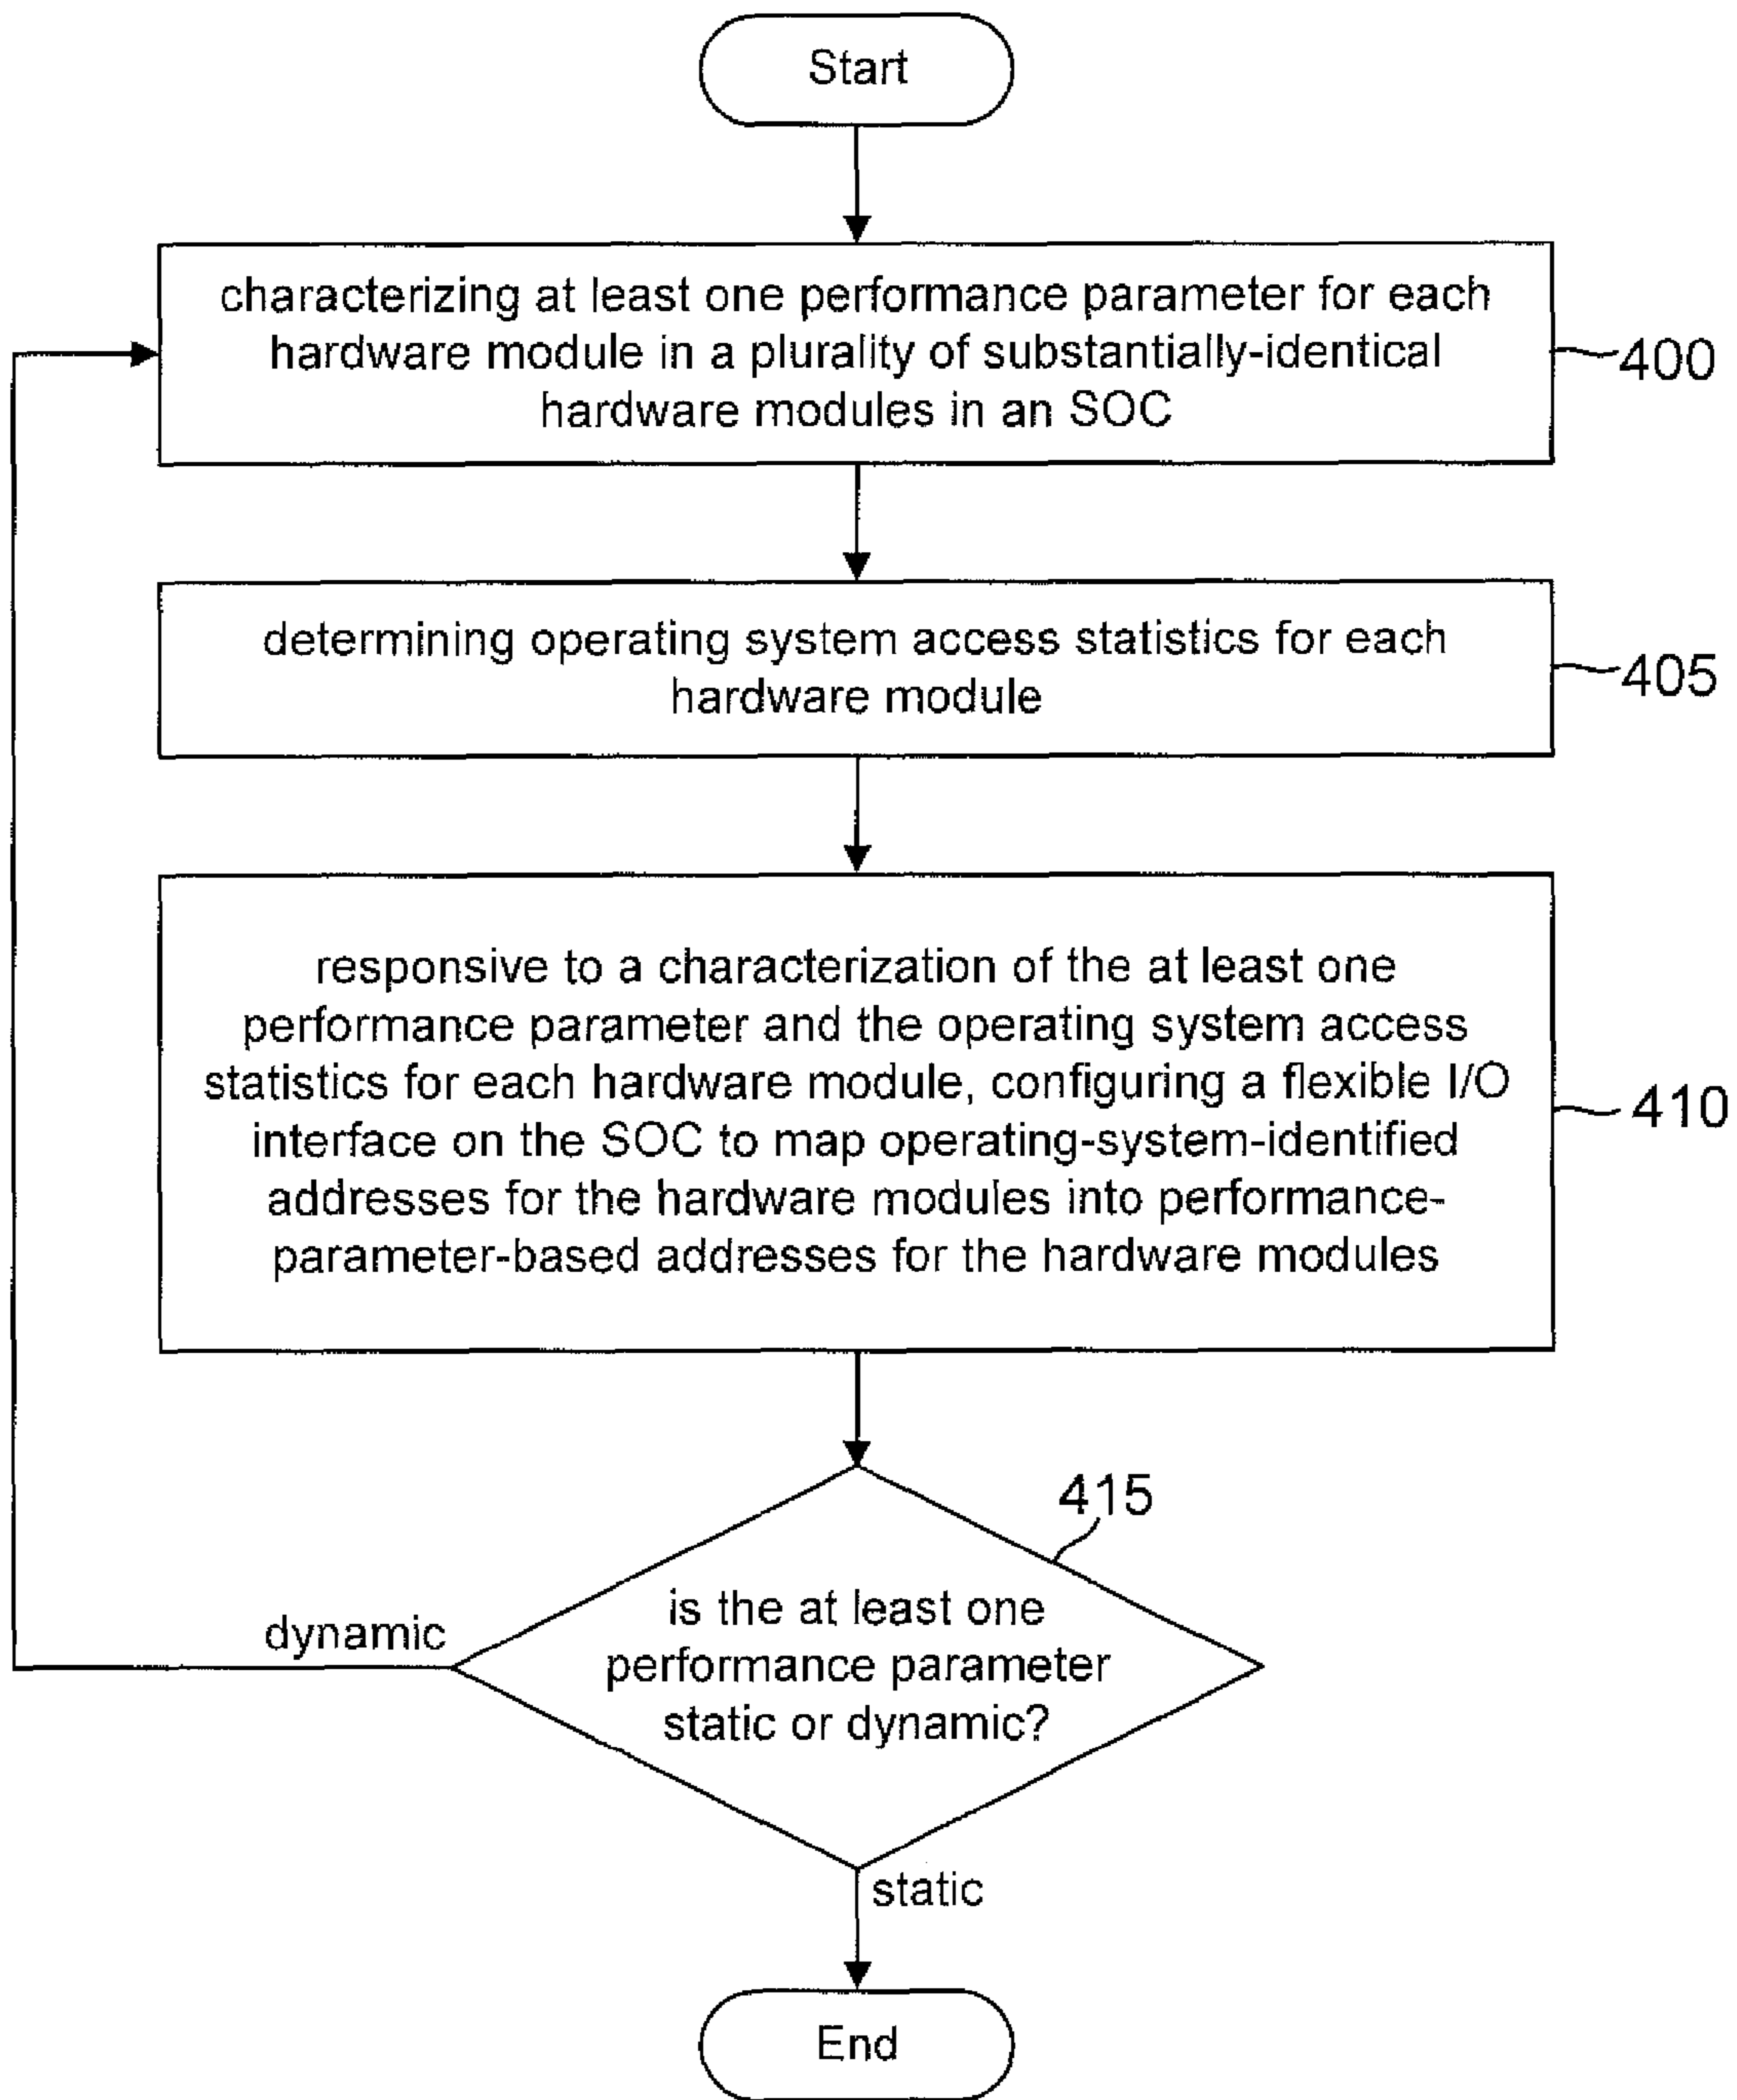 Start
characterizing at least one performance parameter for each
hardware module in a plurality of substantially-identical
hardware modules in an SOC
400
determining operating system access statistics for each
hardware module
405
responsive to a characterization of the at least one
performance parameter and the operating system access
statistics for each hardware module, configuring a flexible I/O
interface on the SOC to map operating-system-identified
addresses for the hardware modules into performance-
parameter-based addresses for the hardware modules
410
415
is the at least one
performance parameter
static or dynamic?
dynamic
static
End